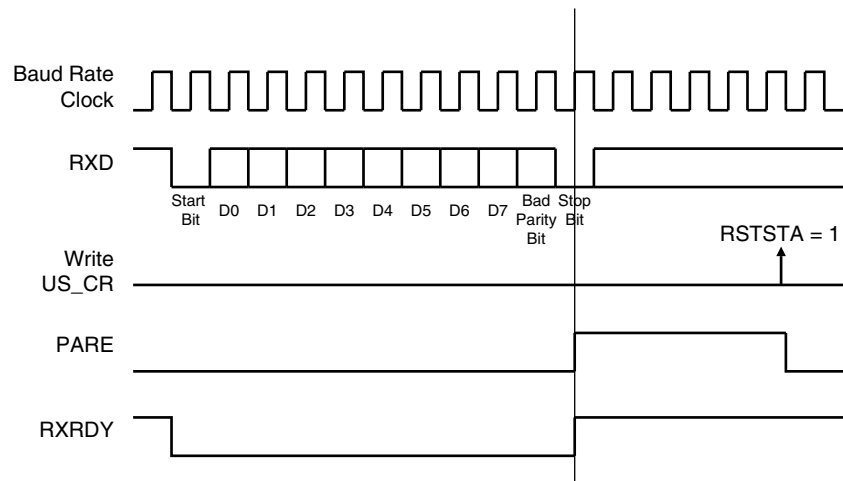 Baud Rate
Clock
RXD
Start
Bit
D0 D1 D2 D3 D4 D5 D6 D7
Bad
Parity
Bit
Stop
Bit
RSTSTA = 1
Write
US_CR
PARE
RXRDY